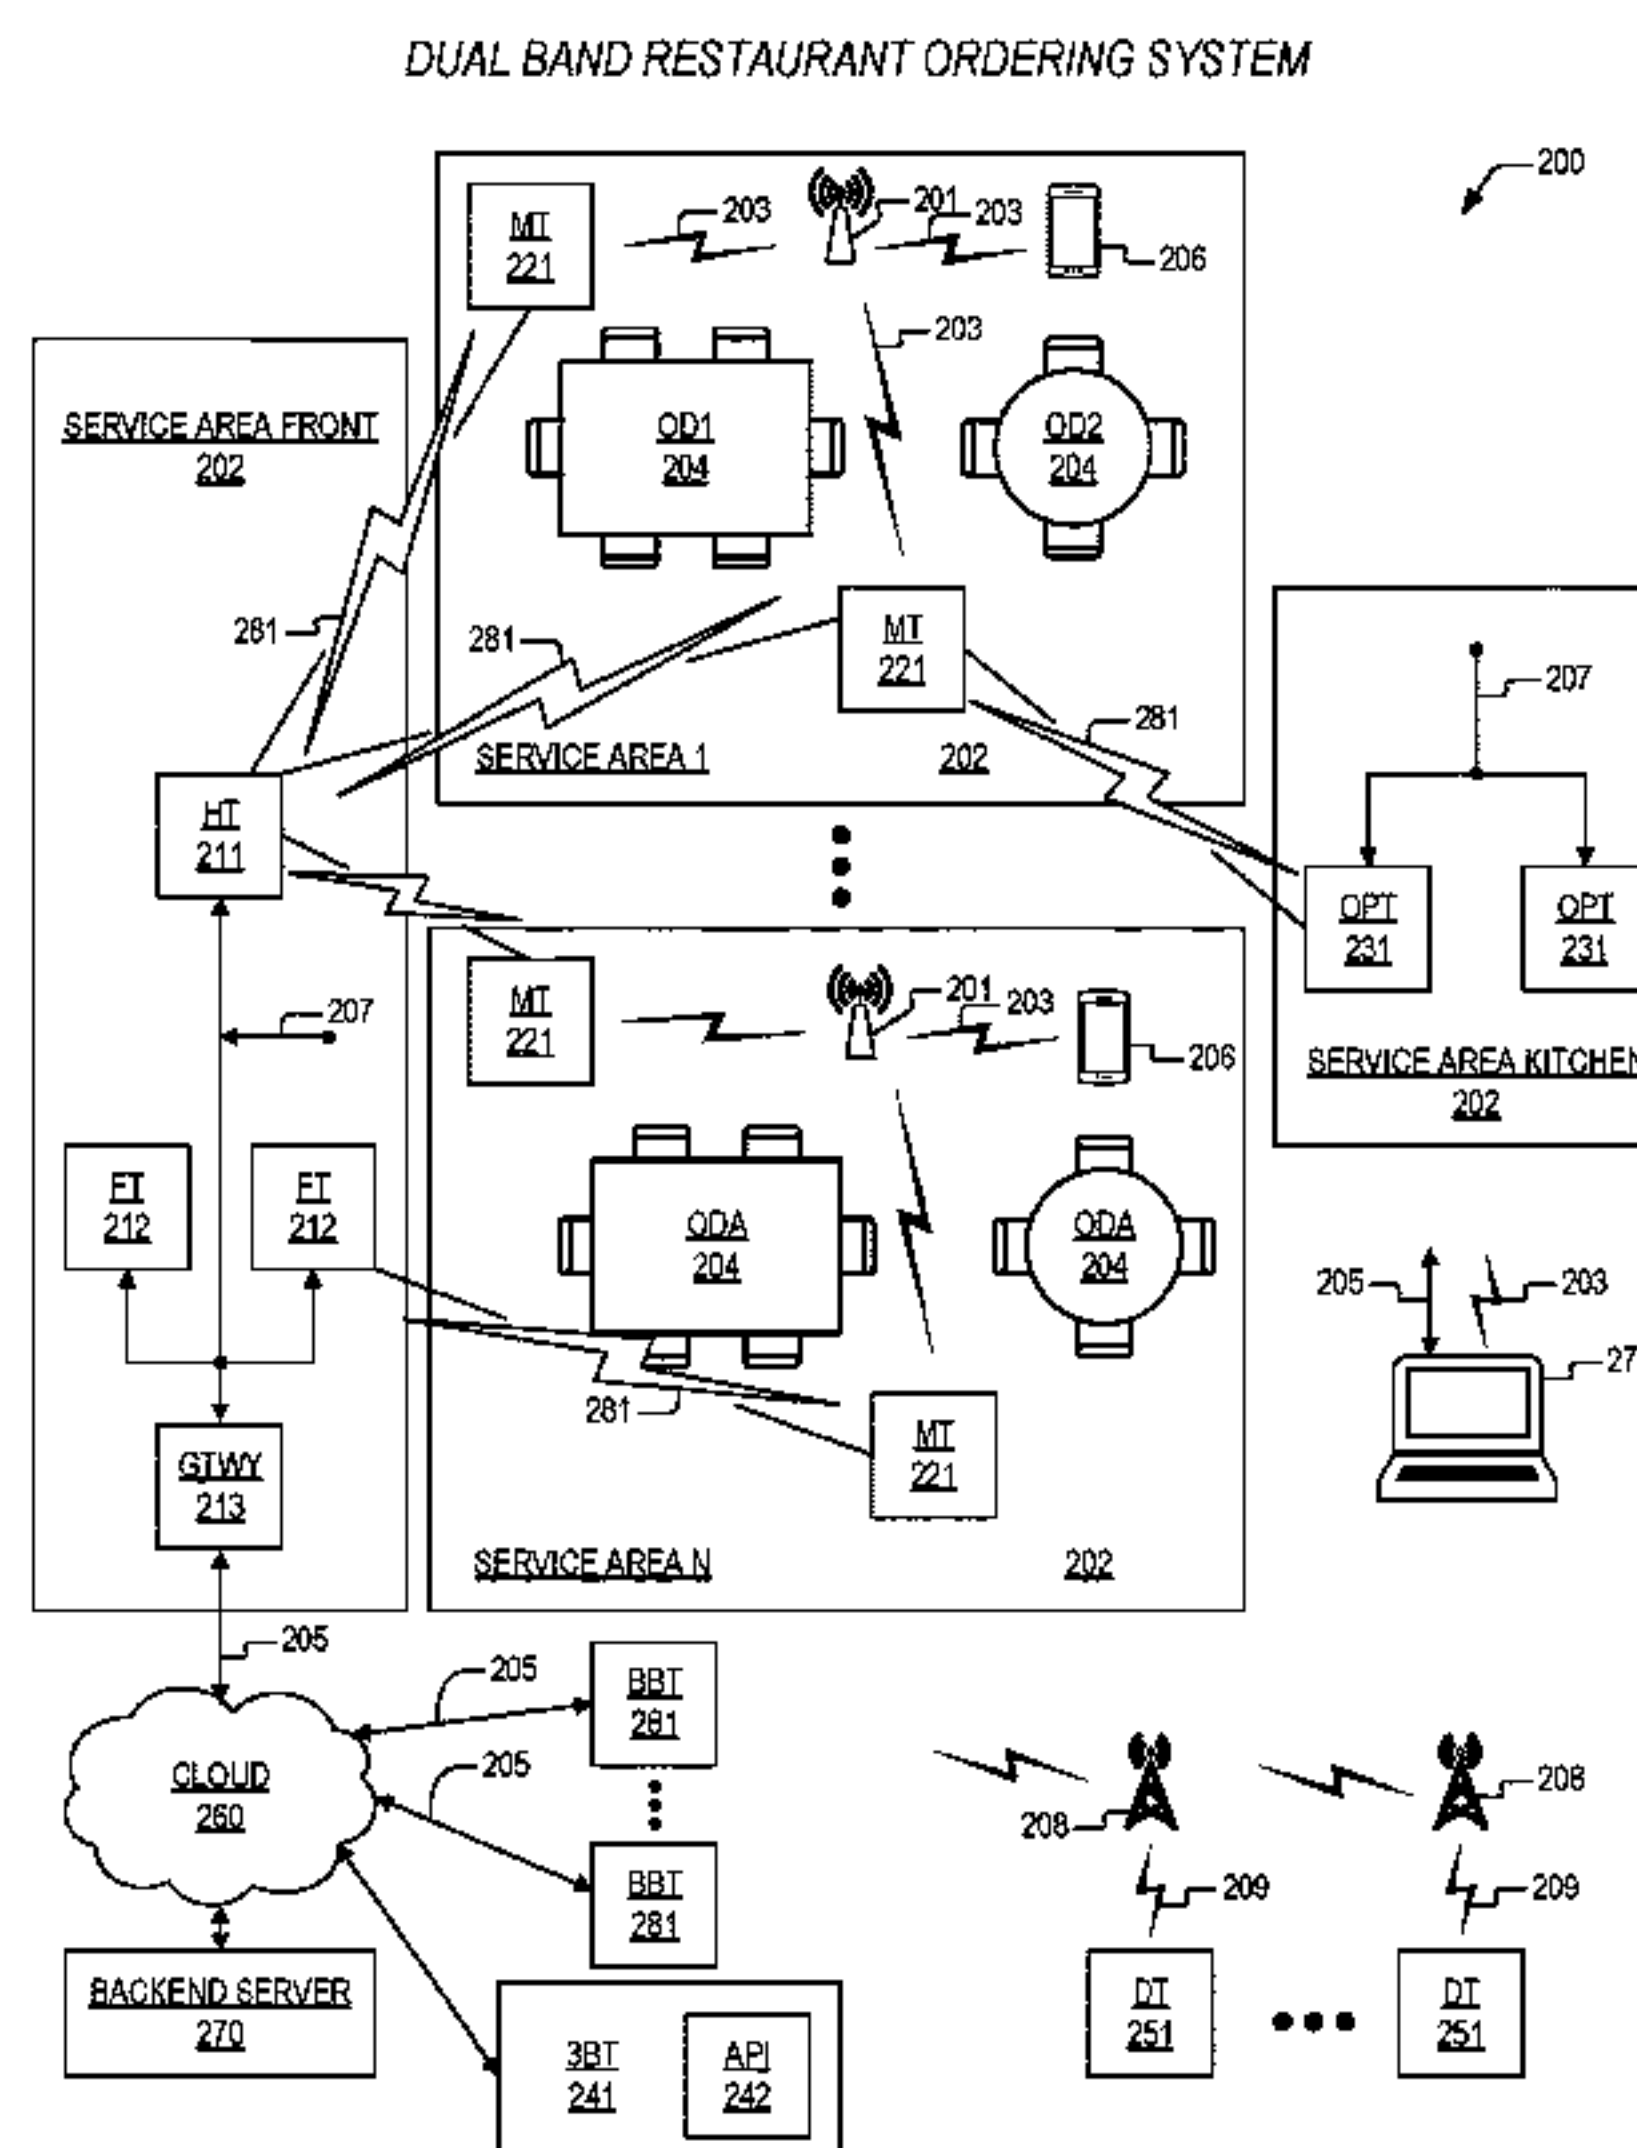 DUAL BAND RESTAURANT ORDERING SYSTEM
200
MT
221
203
201
203
206
203
SERVICE AREA FRONT
202
OD1
204
OD2
204
281
281
MT
221
281
SERVICE AREA 1
202
207
HT
211
OPT
231
OPT
231
SERVICE AREA KITCHEN
202
207
MT
221
201
203
206
FT
212
FT
212
ODA
204
ODA
204
205
203
27
281
MT
221
GTWY
213
SERVICE AREA N
202
205
CLOUD
260
205
BBT
281
205
BBT
281
208
208
209
209
BACKEND SERVER
270
3BT
241
API
242
DT
251
DT
251